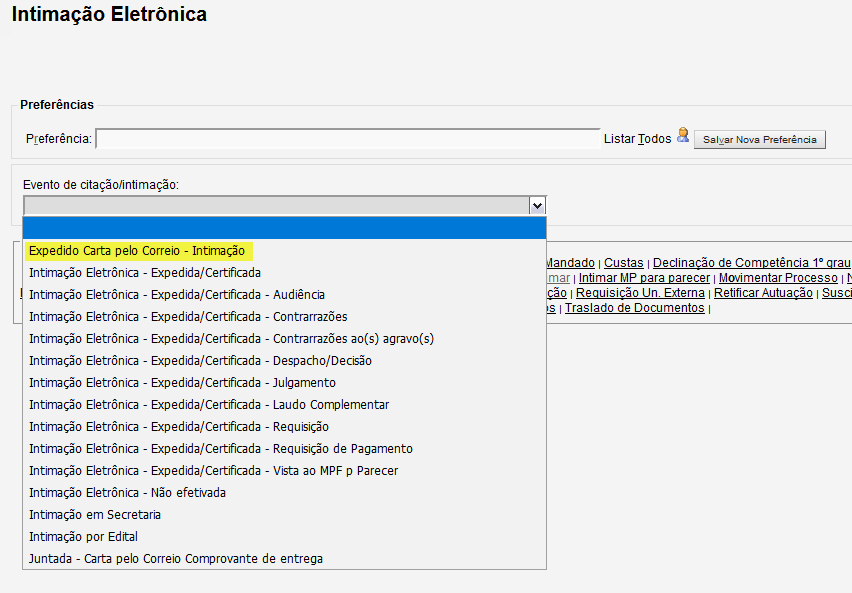 Intimação Eletrônica
Preferências
Preferência:
Listar Todos
Salvar Nova Preferência
Evento de citação/intimação:
Expedido Carta pelo Correio - Intimação
Intimação Eletrônica - Expedida/Certificada
Intimação Eletrônica - Expedida/Certificada - Audiência
Intimação Eletrônica - Expedida/Certificada - Contrarrazões
Intimação Eletrônica - Expedida/Certificada - Contrarrazões ao(s) agravo(s)
Intimação Eletrônica - Expedida/Certificada - Despacho/Decisão
Intimação Eletrônica - Expedida/Certificada - Julgamento
Intimação Eletrônica - Expedida/Certificada - Laudo Complementar
Intimação Eletrônica - Expedida/Certificada - Requisição
Intimação Eletrônica - Expedida/Certificada - Requisição de Pagamento
Intimação Eletrônica - Expedida/Certificada - Vista ao MPF p Parecer
Intimação Eletrônica - Não efetivada
Intimação em Secretaria
Intimação por Edital
Juntada - Carta pelo Correio Comprovante de entrega
Mandado | Custas | Declinação de Competência 1º grau
mar | Intimar MP para parecer | Movimentar Processo |
ção | Requisição Un. Externa | Retificar Autuação | Susci
os | Traslado de Documentos |